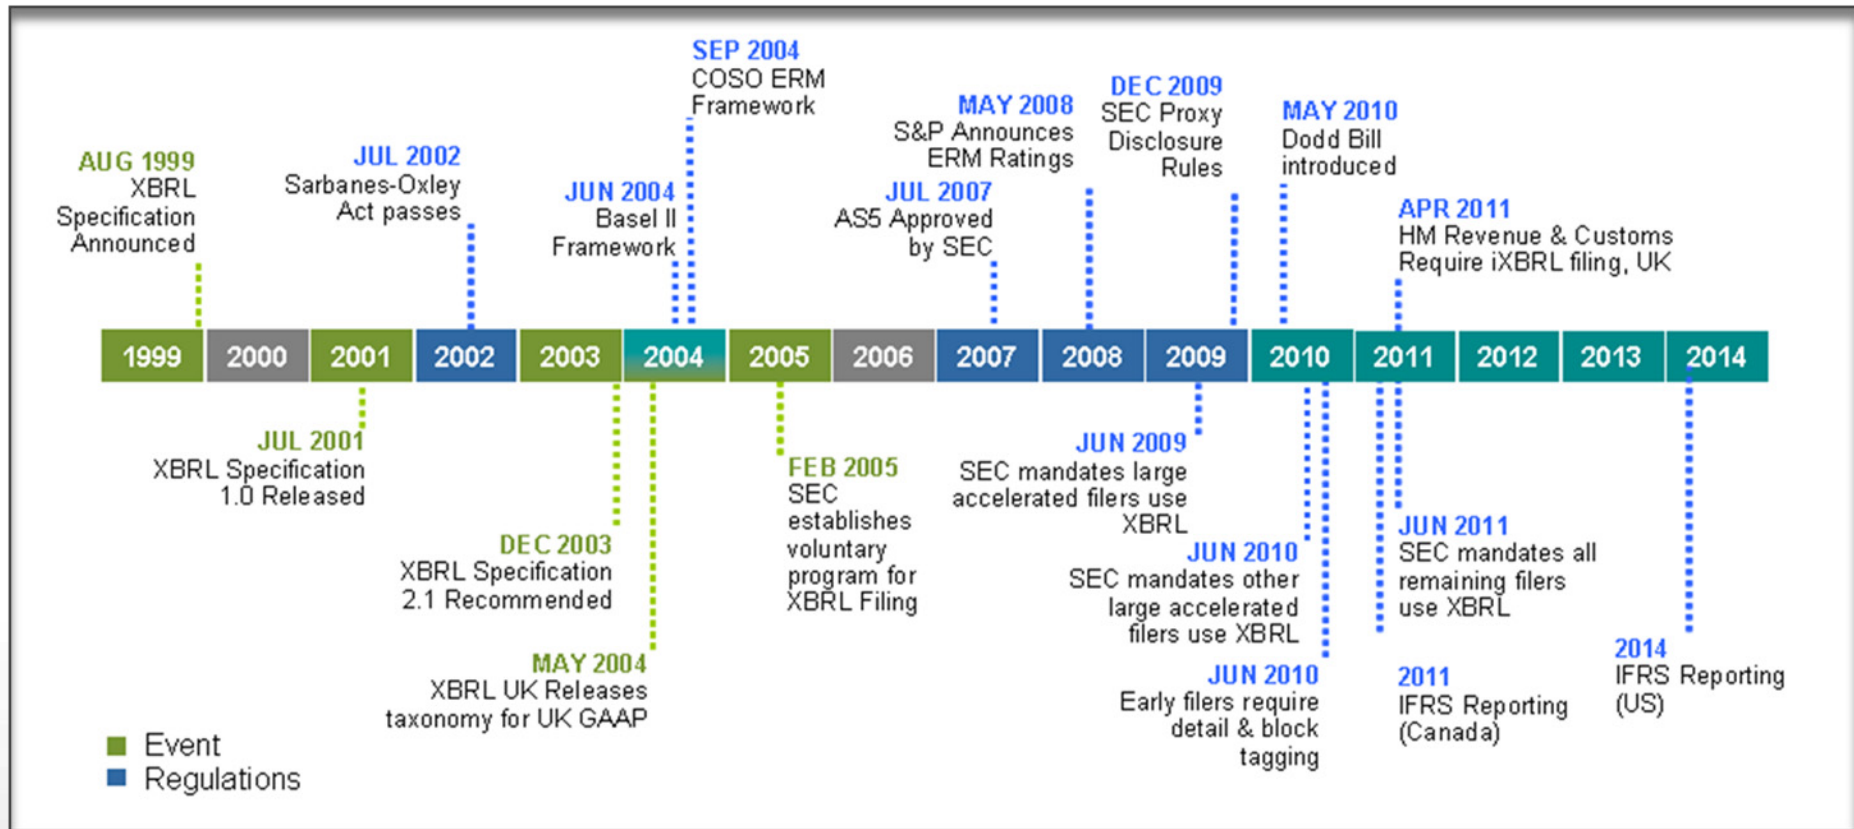 SEP 2004
COSO ERM
Framework
MAY 2008
S&P Announces
ERM Ratings
DEC 2009
SEC Proxy
Disclosure
Rules
MAY 2010
Dodd Bill
introduced
AUG 1999
XBRL
Specification
Announced
JUL 2002
Sarbanes-Oxley
Act passes
JUN 2004
Basel II
Framework
JUL 2007
AS5 Approved
by SEC
APR 2011
HM Revenue & Customs
Require iXBRL filing, UK
1999 2000 2001 2002 2003 2004 2005 2006 2007 2008 2009 2010 2011 2012 2013 2014
JUL 2001
XBRL Specification
1.0 Released
DEC 2003
XBRL Specification
2.1 Recommended
MAY 2004
XBRL UK Releases
taxonomy for UK GAAP
FEB 2005
SEC
establishes
voluntary
program for
XBRL Filing
JUN 2009
SEC mandates large
accelerated filers use
XBRL
JUN 2010
SEC mandates other
large accelerated
filers use XBRL
JUN 2010
Early filers require
detail & block
tagging
JUN 2011
SEC mandates all
remaining filers
use XBRL
2011
IFRS Reporting
(Canada)
2014
IFRS Reporting
(US)
Event
Regulations